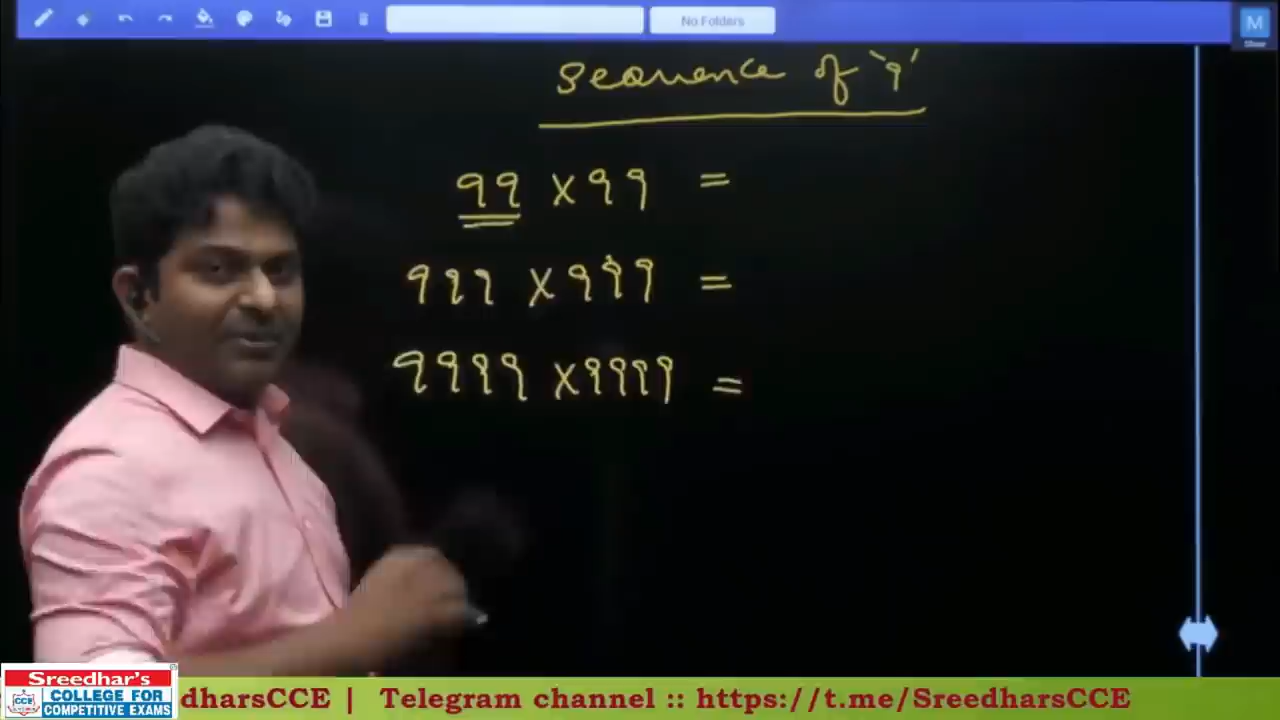 No Folders
M
Sequence of '9'
99 × 99 =
999 × 999 =
9999 × 9999 =
Sreedhar's
CCE
COLLEGE FOR
COMPETITIVE EXAMS
dharsCCE | Telegram channel :: https://t.me/SreedharsCCE